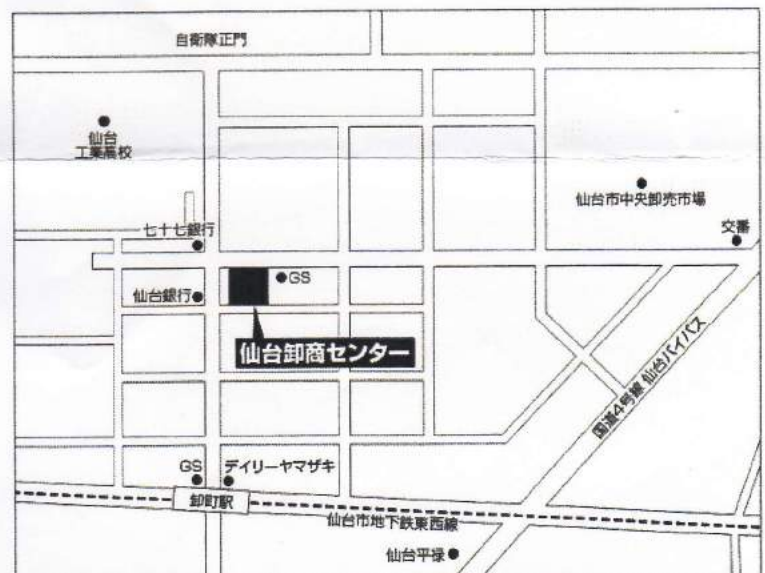 自衛隊正門
仙台
工業高校
仙台市中央卸売市場
七十七銀行
交番
GS
仙台銀行
仙台卸商センター
国道4号線 仙台バイパス
GS
デイリーヤマザキ
卸町駅
仙台市地下鉄東西線
仙台平禄